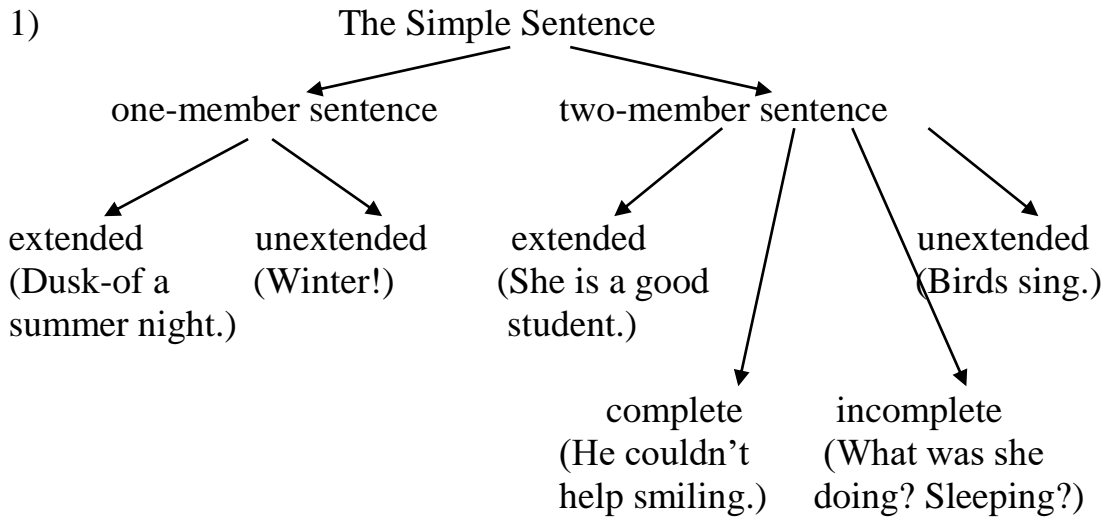 1) The Simple Sentence
one-member sentence two-member sentence
extended unextended extended unextended
(Dusk-of a (Winter!) (She is a good (Birds sing.)
summer night.) student.)
complete incomplete
(He couldn’t (What was she
help smiling.) doing? Sleeping?)